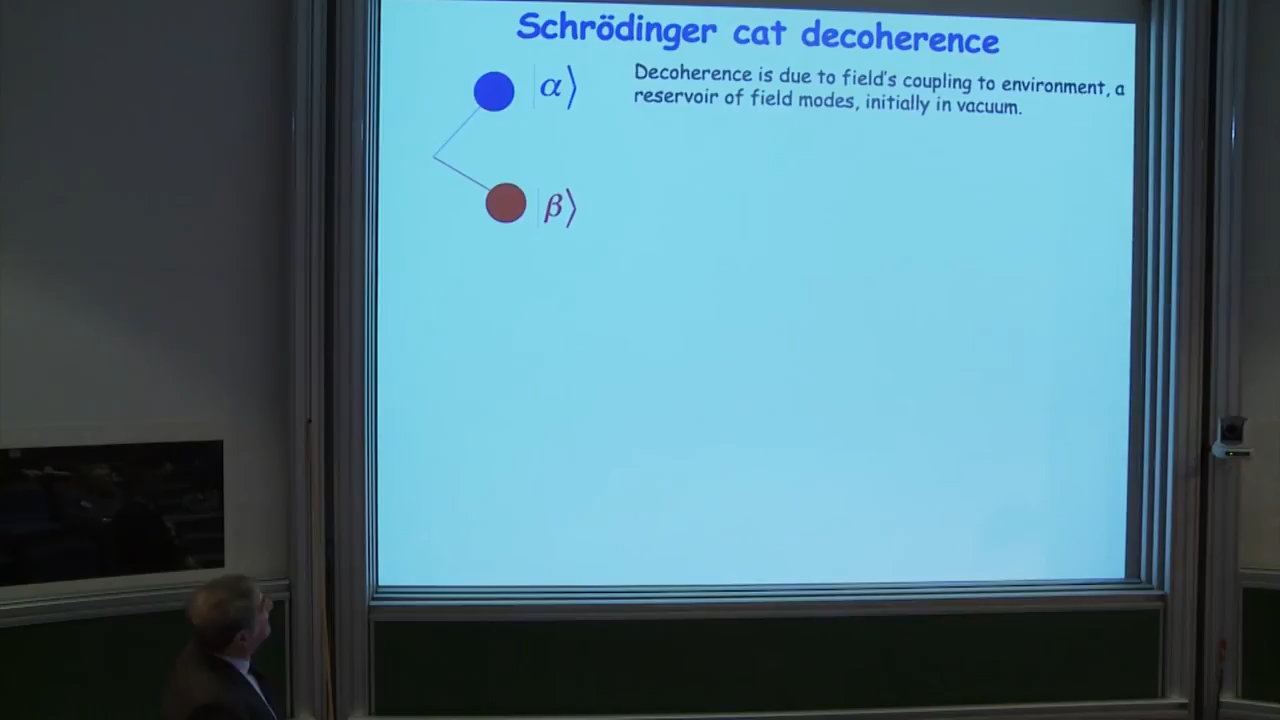 Schrödinger cat decoherence
|α⟩
Decoherence is due to field's coupling to environment, a
reservoir of field modes, initially in vacuum.
|β⟩